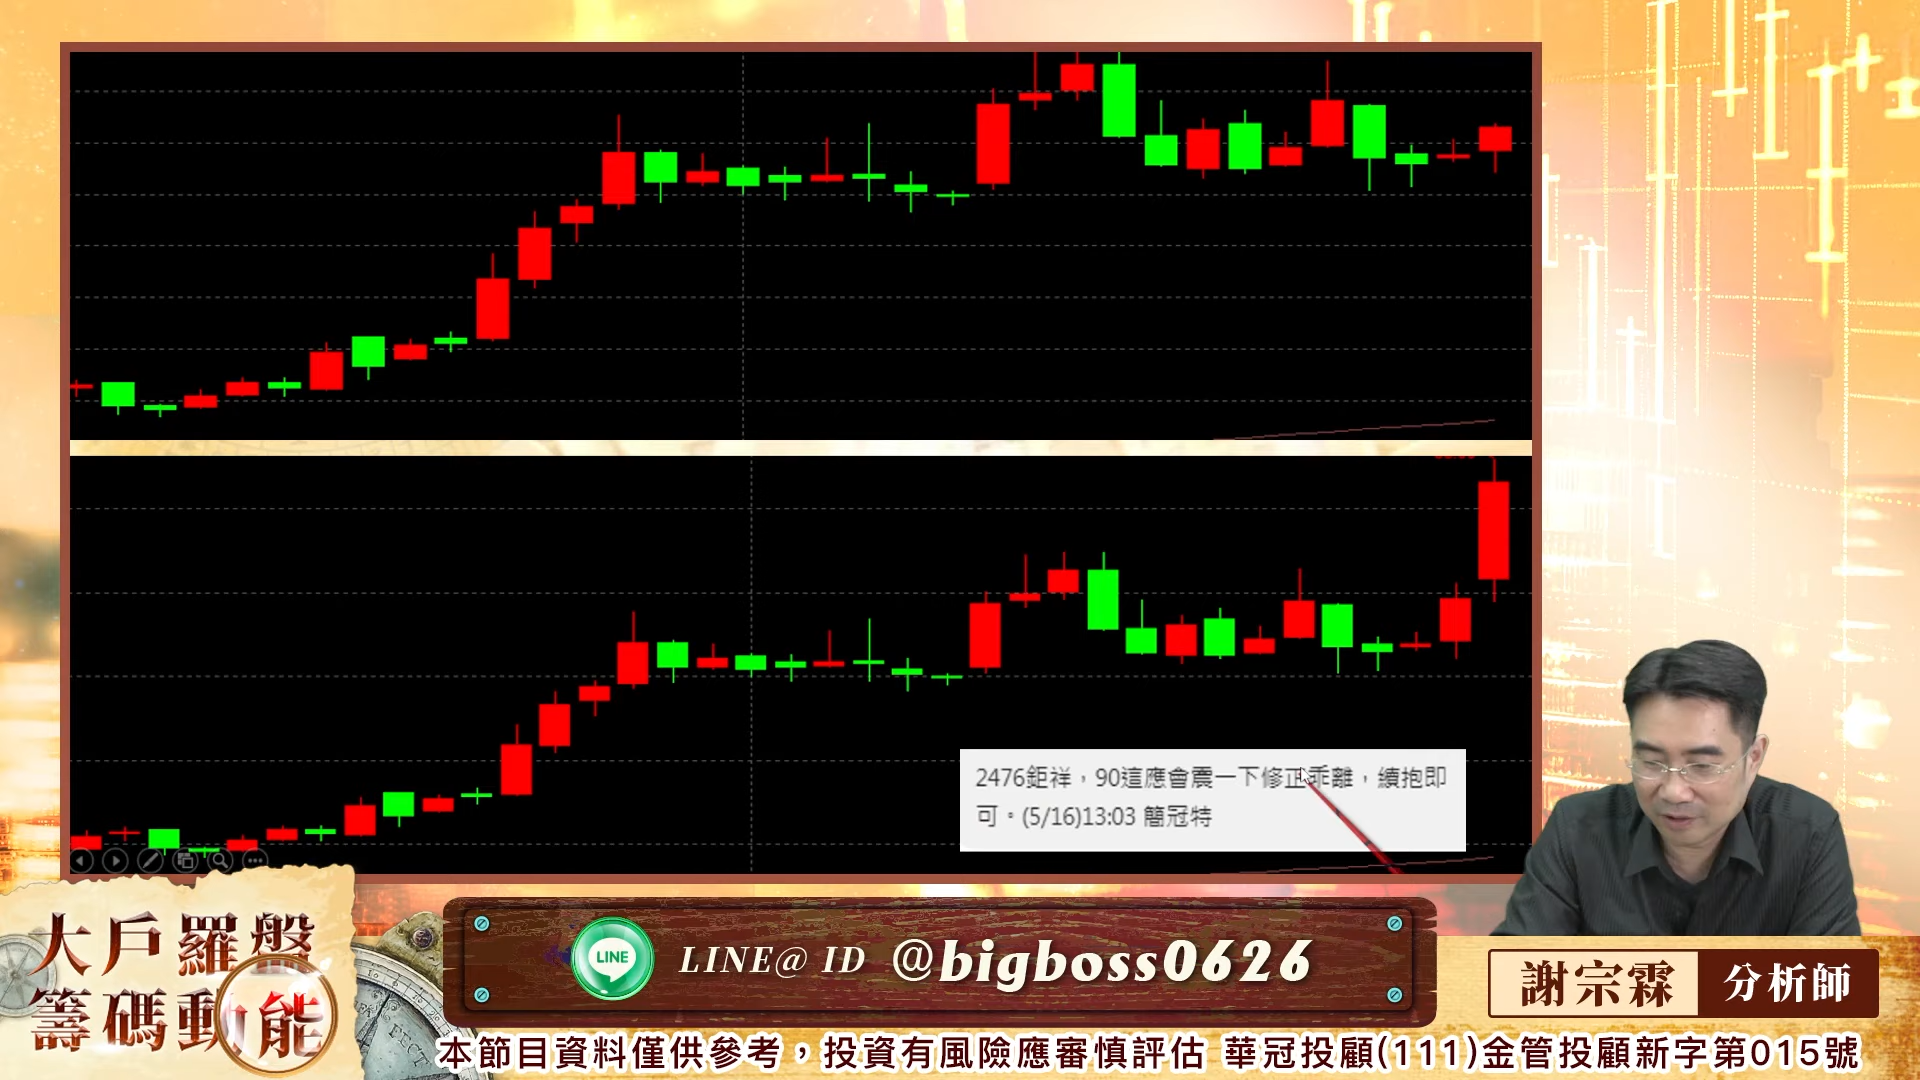 2476鉅祥，90這應會震一下修正乖離，續抱即
可。(5/16)13:03 簡冠特
大戶羅盤
籌碼動能
LINE
LINE@ ID @bigboss0626
謝宗霖 分析師
本節目資料僅供參考，投資有風險應審慎評估 華冠投顧(111)金管投顧新字第015號